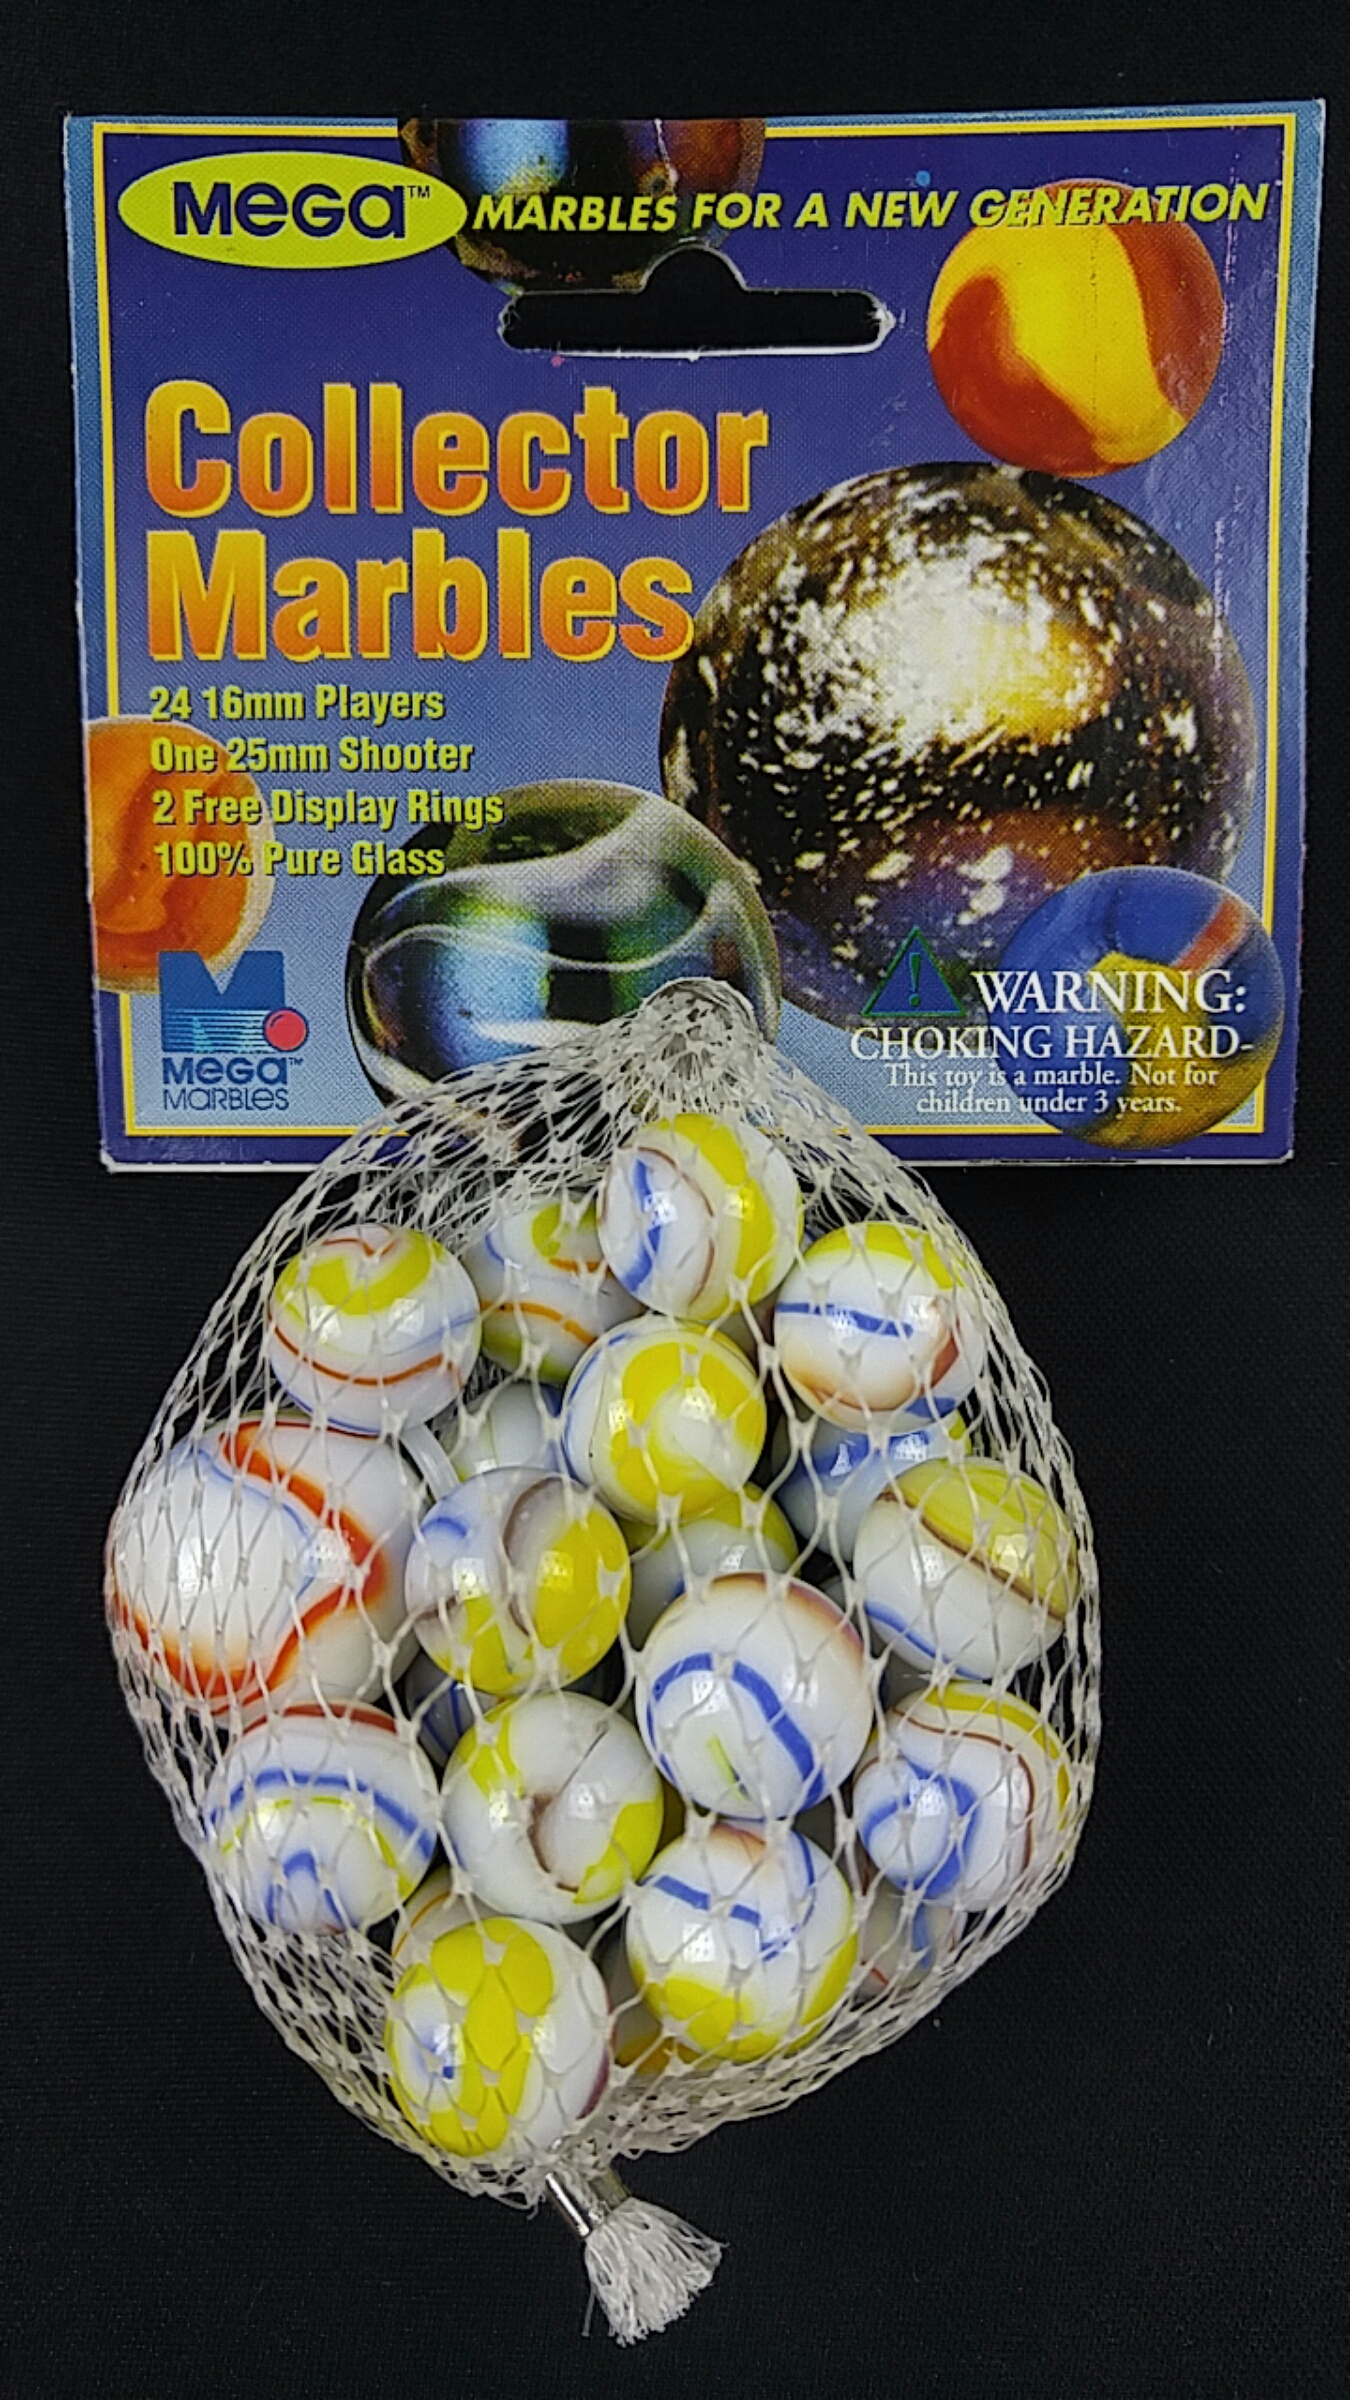 MEGA™ MARBLES FOR A NEW GENERATION
Collector
Marbles
24 16mm Players
One 25mm Shooter
2 Free Display Rings
100% Pure Glass
M
MEGA™
MARBLES
! WARNING:
CHOKING HAZARD-
This toy is a marble. Not for
children under 3 years.